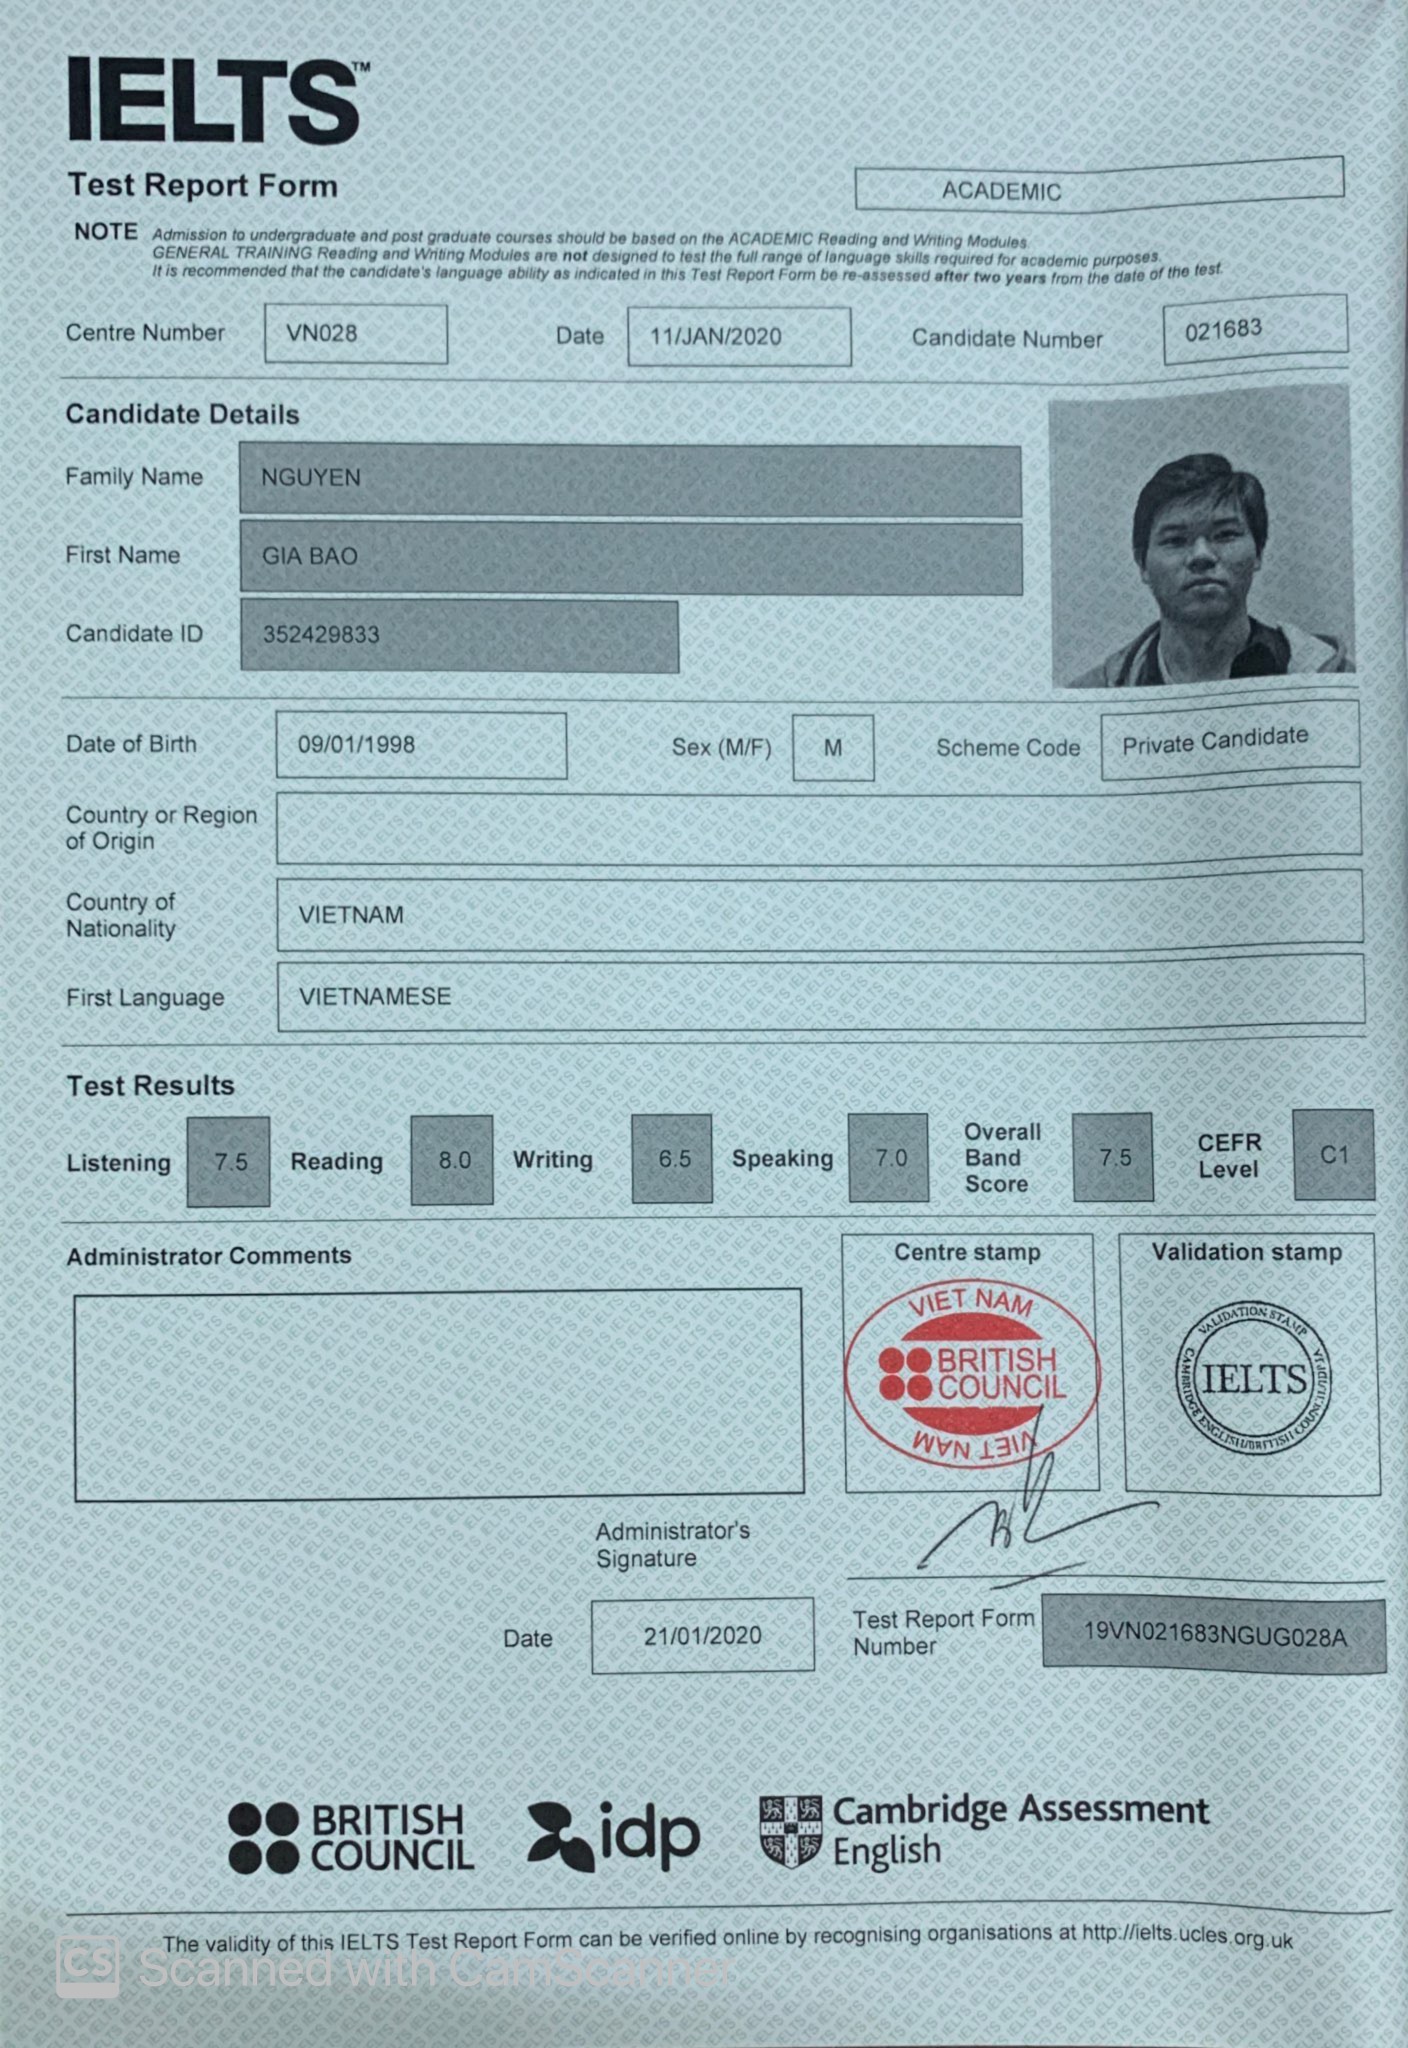 IELTS™
Test Report Form
ACADEMIC
NOTE Admission to undergraduate and post graduate courses should be based on the ACADEMIC Reading and Writing Modules.
GENERAL TRAINING Reading and Writing Modules are not designed to test the full range of language skills required for academic purposes.
It is recommended that the candidate's language ability as indicated in this Test Report Form be re-assessed after two years from the date of the test.
Centre Number VN028 Date 11/JAN/2020 Candidate Number 021683
Candidate Details
Family Name NGUYEN
First Name GIA BAO
Candidate ID 352429833
Date of Birth 09/01/1998 Sex (M/F) M Scheme Code Private Candidate
Country or Region
of Origin
Country of
Nationality
VIETNAM
First Language VIETNAMESE
Test Results
Listening 7.5 Reading 8.0 Writing 6.5 Speaking 7.0 Overall Band Score 7.5 CEFR Level C1
Administrator Comments
Centre stamp
VIET NAM
BRITISH
COUNCIL
VIET NAM
Validation stamp
VALIDATION STAMP
IELTS
CAMBRIDGE ENGLISH/BRITISH COUNCIL/IDP:IA
Administrator's
Signature
Date 21/01/2020
Test Report Form
Number
19VN021683NGUG028A
BRITISH
COUNCIL
idp
Cambridge Assessment
English
The validity of this IELTS Test Report Form can be verified online by recognising organisations at http://ielts.ucles.org.uk
CS Scanned with CamScanner